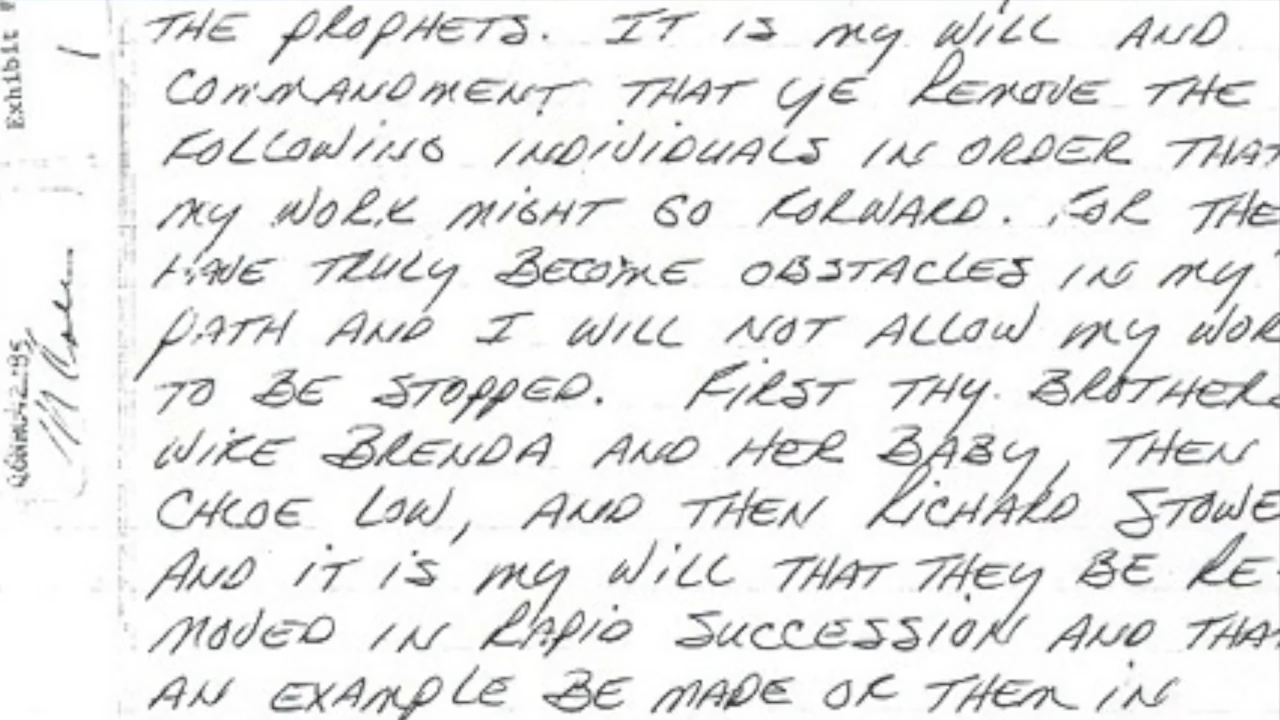 Exhibit
THE PROPHETS. IT IS MY WILL AND
COMMANDMENT THAT YE REMOVE THE
FOLLOWING INDIVIDUALS IN ORDER THAT
MY WORK MIGHT GO FORWARD. FOR THE
HAVE TRULY BECOME OBSTACLES IN MY
PATH AND I WILL NOT ALLOW MY WOR
TO BE STOPPED. FIRST THY BROTHERS
WIFE BRENDA AND HER BABY, THEN
CHLOE LOW, AND THEN RICHARD STOWE
AND IT IS MY WILL THAT THEY BE RE-
MOVED IN RAPID SUCCESSION AND THA
AN EXAMPLE BE MADE OF THEM IN